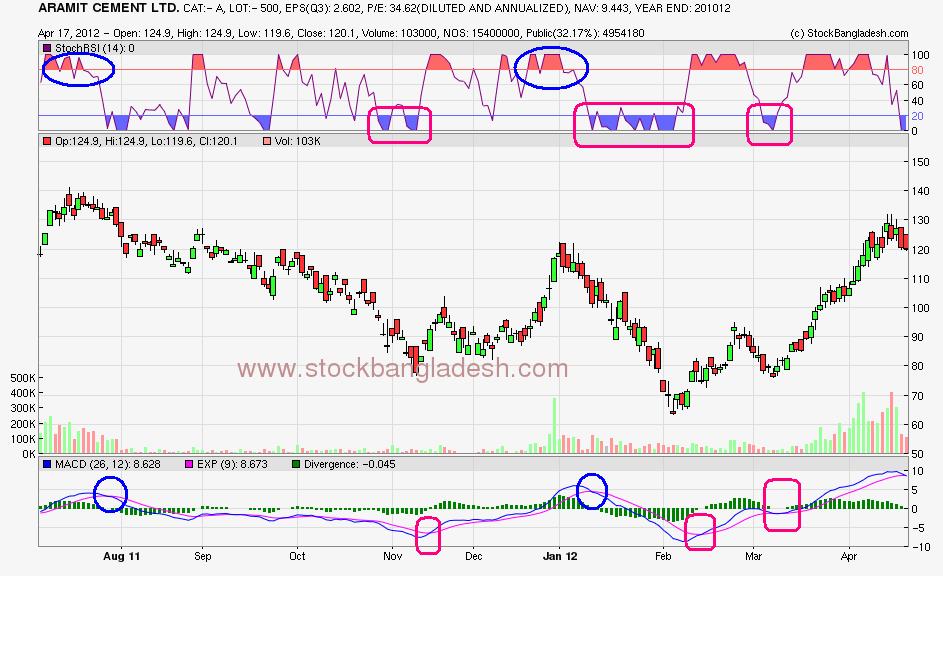 ARAMIT CEMENT LTD. CAT:- A, LOT:- 500, EPS(Q3): 2.602, P/E: 34.62(DILUTED AND ANNUALIZED), NAV: 9.443, YEAR END: 201012
Apr 17, 2012 - Open: 124.9, High: 124.9, Low: 119.6, Close: 120.1, Volume: 103000, NOS: 15400000, Public(32.17%): 4954180 (c) StockBangladesh.com
StochRSI (14): 0
100
80
60
40
20
0
Op:124.9, Hi:124.9, Lo:119.6, Cl:120.1 Vol: 103K
150
140
130
120
110
100
90
80
70
60
50
www.stockbangladesh.com
500K
400K
300K
200K
100K
0K
MACD (26, 12): 8.628 EXP (9): 8.673 Divergence: -0.045
10
5
0
-5
-10
Aug 11 Sep Oct Nov Dec Jan 12 Feb Mar Apr